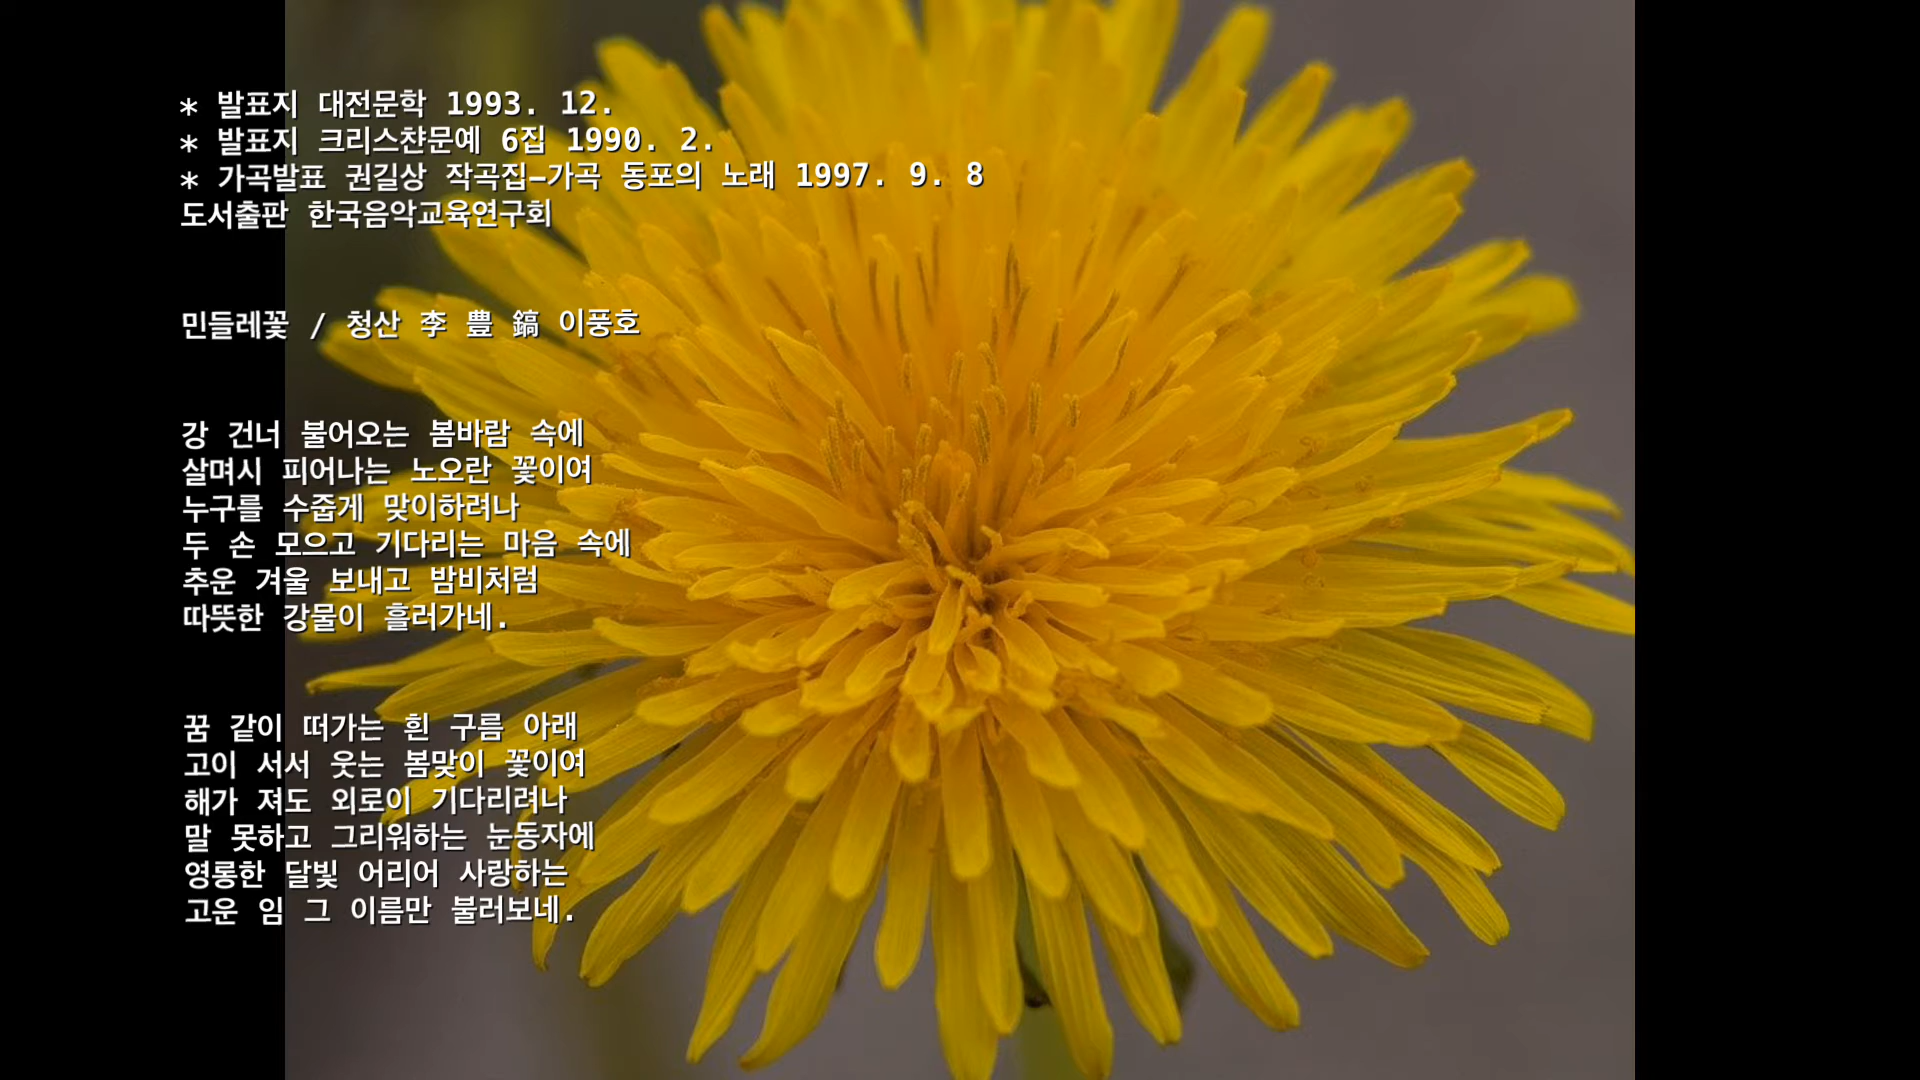 * 발표지 대전문학 1993. 12.
* 발표지 크리스챤문예 6집 1990. 2.
* 가곡발표 권길상 작곡집-가곡 동포의 노래 1997. 9. 8
도서출판 한국음악교육연구회
민들레꽃 / 청산 李 豊 鎬 이풍호
강 건너 불어오는 봄바람 속에
살며시 피어나는 노오란 꽃이여
누구를 수줍게 맞이하려나
두 손 모으고 기다리는 마음 속에
추운 겨울 보내고 밤비처럼
따뜻한 강물이 흘러가네.
꿈 같이 떠가는 흰 구름 아래
고이 서서 웃는 봄맞이 꽃이여
해가 져도 외로이 기다리려나
말 못하고 그리워하는 눈동자에
영롱한 달빛 어리어 사랑하는
고운 임 그 이름만 불러보네.